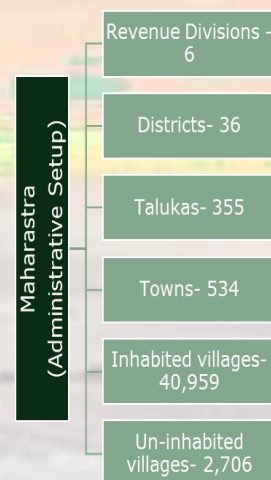 Maharastra
(Administrative Setup)
Revenue Divisions -
6
Districts- 36
Talukas- 355
Towns- 534
Inhabited villages-
40,959
Un-inhabited
villages- 2,706